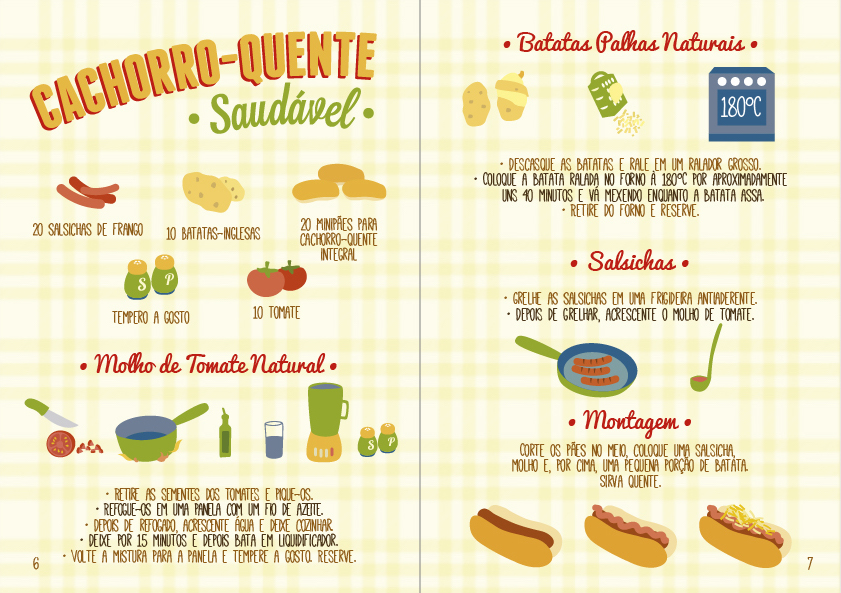 CACHORRO-QUENTE
• Saudável •
20 SALSICHAS DE FRANGO
10 BATATAS-INGLESAS
20 MINIPÃES PARA
CACHORRO-QUENTE
INTEGRAL
S P
TEMPERO A GOSTO
10 TOMATE
• Molho de Tomate Natural •
S P
• RETIRE AS SEMENTES DOS TOMATES E PIQUE-OS.
• REFOGUE-OS EM UMA PANELA COM UM FIO DE AZEITE.
• DEPOIS DE REFOGADO, ACRESCENTE ÁGUA E DEIXE COZINHAR.
• DEIXE POR 15 MINUTOS E DEPOIS BATA EM LIQUIDIFICADOR.
• VOLTE A MISTURA PARA A PANELA E TEMPERE A GOSTO. RESERVE.
6
• Batatas Palhas Naturais •
180ºC
• DESCASQUE AS BATATAS E RALE EM UM RALADOR GROSSO.
• COLOQUE A BATATA RALADA NO FORNO À 180ºC POR APROXIMADAMENTE
UNS 40 MINUTOS E VÁ MEXENDO ENQUANTO A BATATA ASSA.
• RETIRE DO FORNO E RESERVE.
• Salsichas •
• GRELHE AS SALSICHAS EM UMA FRIGIDEIRA ANTIADERENTE.
• DEPOIS DE GRELHAR, ACRESCENTE O MOLHO DE TOMATE.
• Montagem •
CORTE OS PÃES NO MEIO, COLOQUE UMA SALSICHA,
MOLHO E, POR CIMA, UMA PEQUENA PORÇÃO DE BATATA.
SIRVA QUENTE.
7